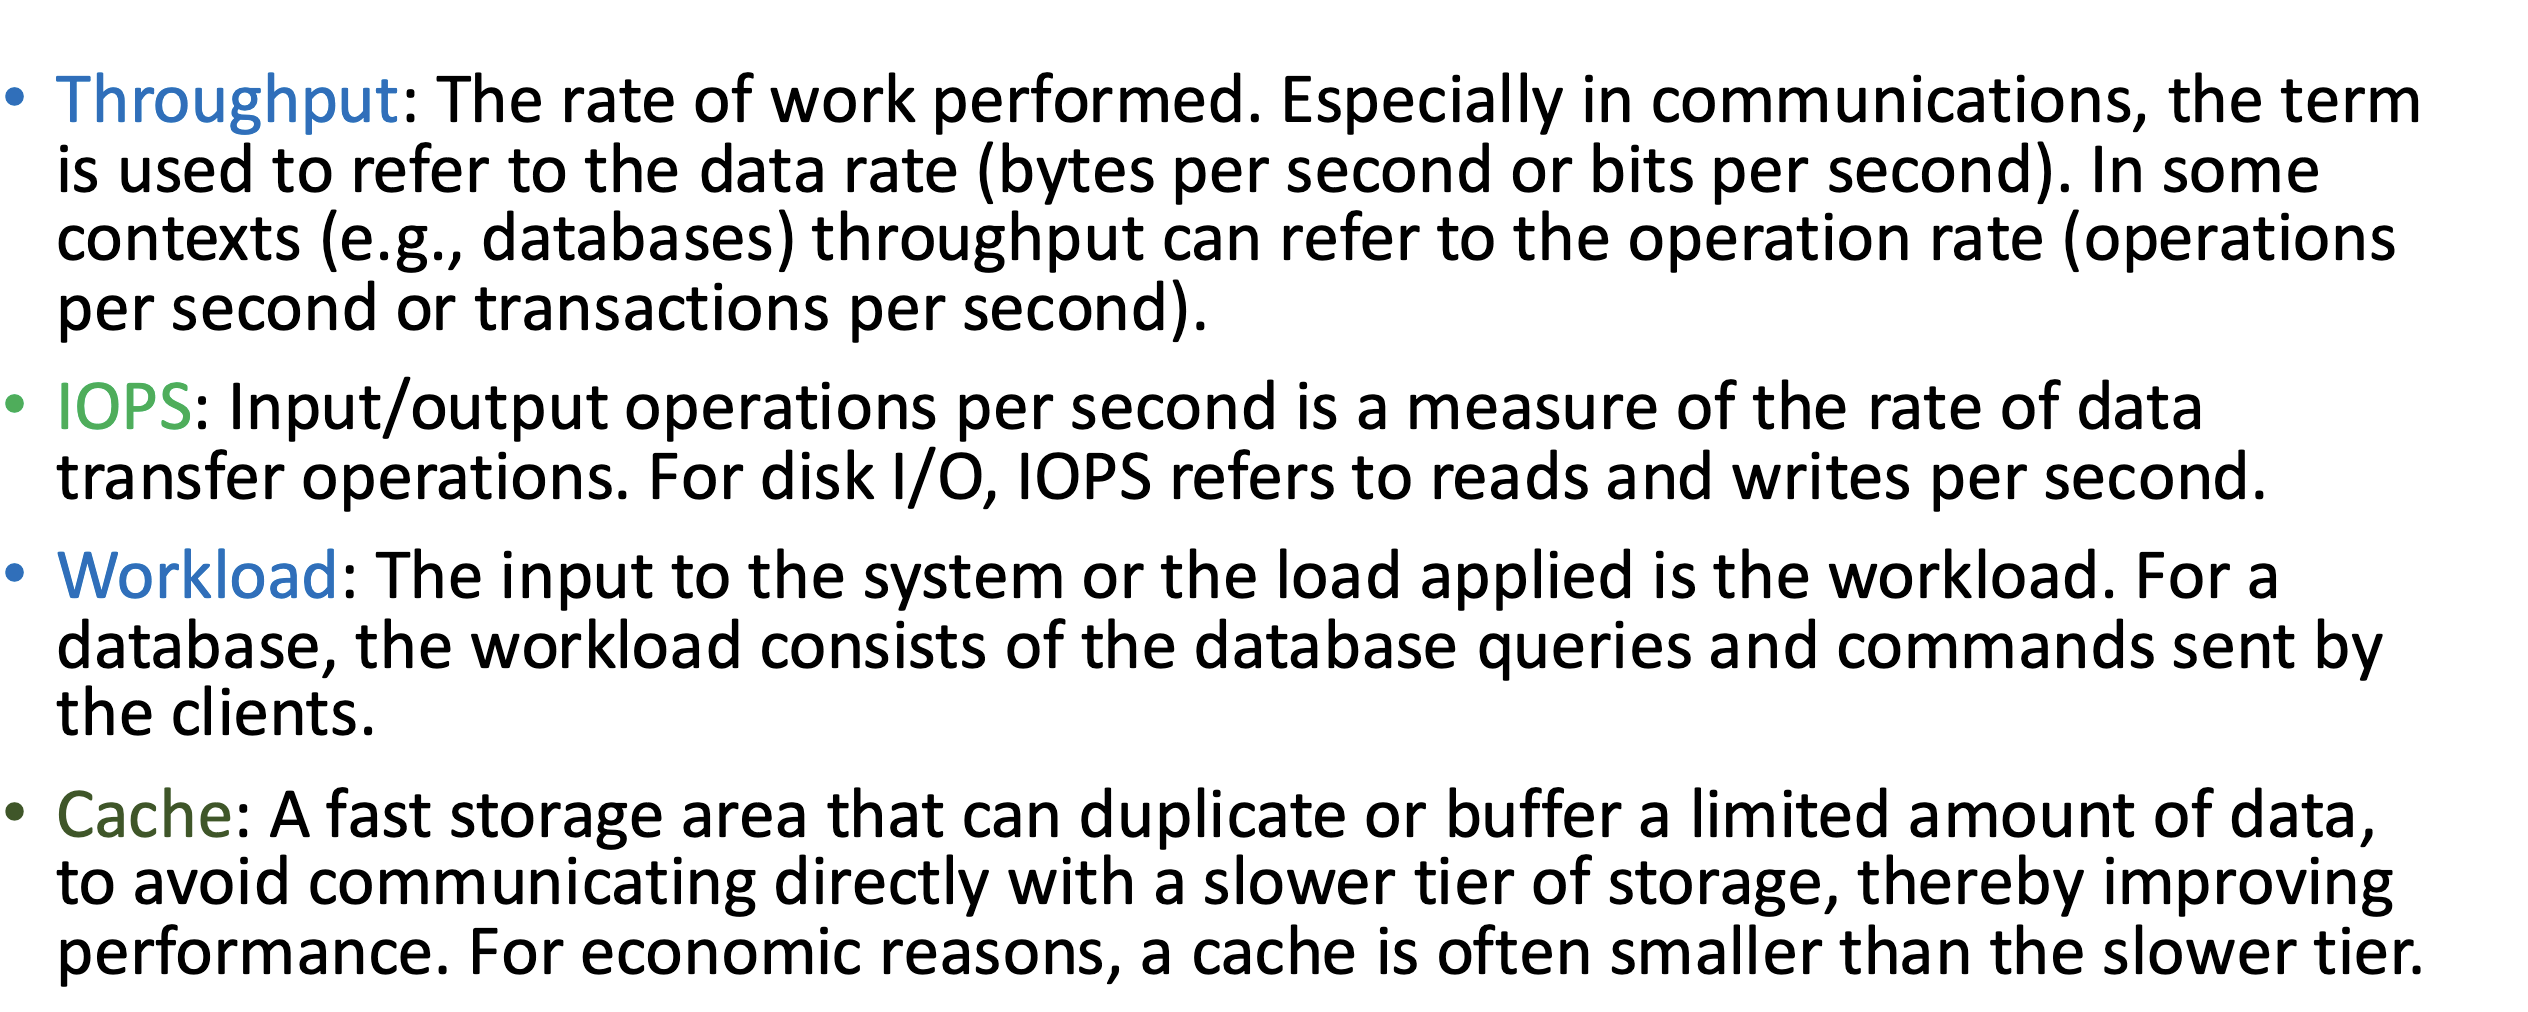 • Throughput: The rate of work performed. Especially in communications, the term
is used to refer to the data rate (bytes per second or bits per second). In some
contexts (e.g., databases) throughput can refer to the operation rate (operations
per second or transactions per second).
• IOPS: Input/output operations per second is a measure of the rate of data
transfer operations. For disk I/O, IOPS refers to reads and writes per second.
• Workload: The input to the system or the load applied is the workload. For a
database, the workload consists of the database queries and commands sent by
the clients.
• Cache: A fast storage area that can duplicate or buffer a limited amount of data,
to avoid communicating directly with a slower tier of storage, thereby improving
performance. For economic reasons, a cache is often smaller than the slower tier.